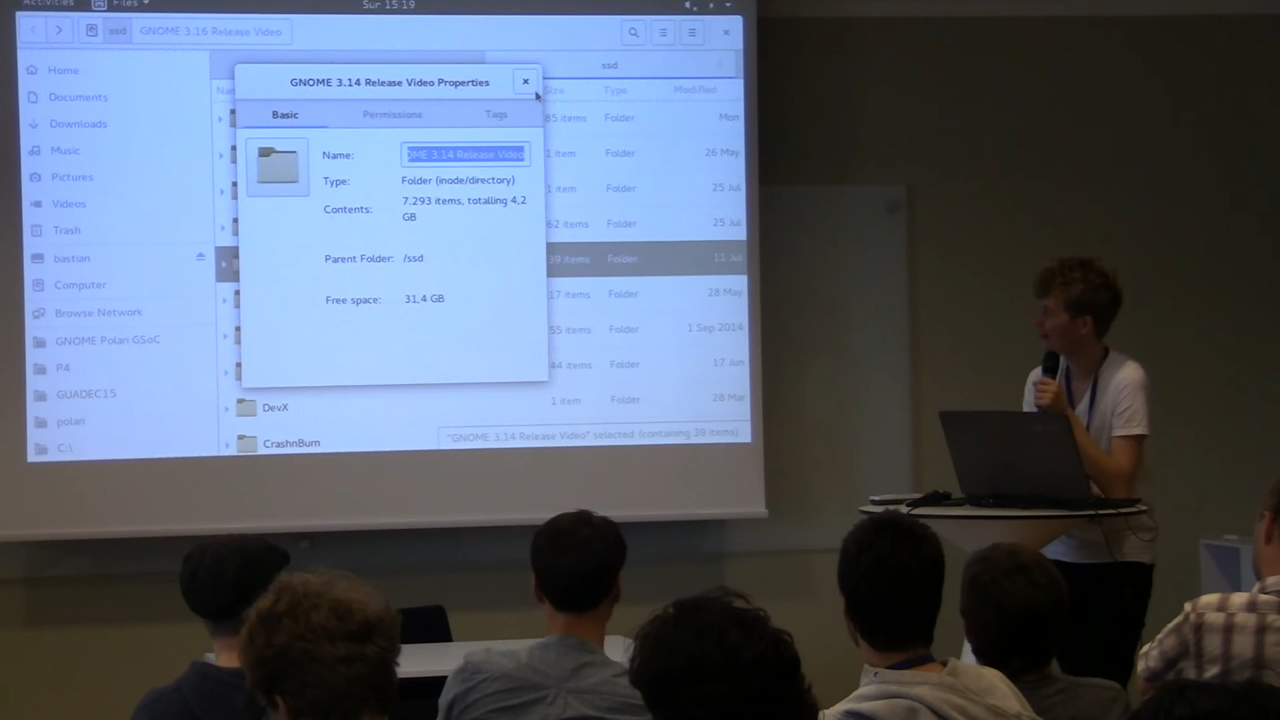 Activities Files Sun 15 19
ssd GNOME 3.16 Release Video
Home
Documents
Downloads
Music
Pictures
Videos
Trash
bastian
Computer
Browse Network
GNOME Polari GSoC
P4
GUADEC15
polari
C:\
GNOME 3.14 Release Video Properties
Basic Permissions Tags
Name: OME 3.14 Release Video
Type: Folder (inode/directory)
Contents: 7.293 items, totalling 4,2
GB
Parent Folder: /ssd
Free space: 31,4 GB
ssd
Size Type Modified
85 items Folder Mon
1 item Folder 26 May
1 item Folder 25 Jul
62 items Folder 25 Jul
39 items Folder 11 Jul
17 items Folder 28 May
55 items Folder 1 Sep 2014
44 items Folder 17 Jun
DevX 1 item Folder 28 Mar
CrashnBurn
"GNOME 3.14 Release Video" selected (containing 39 items)